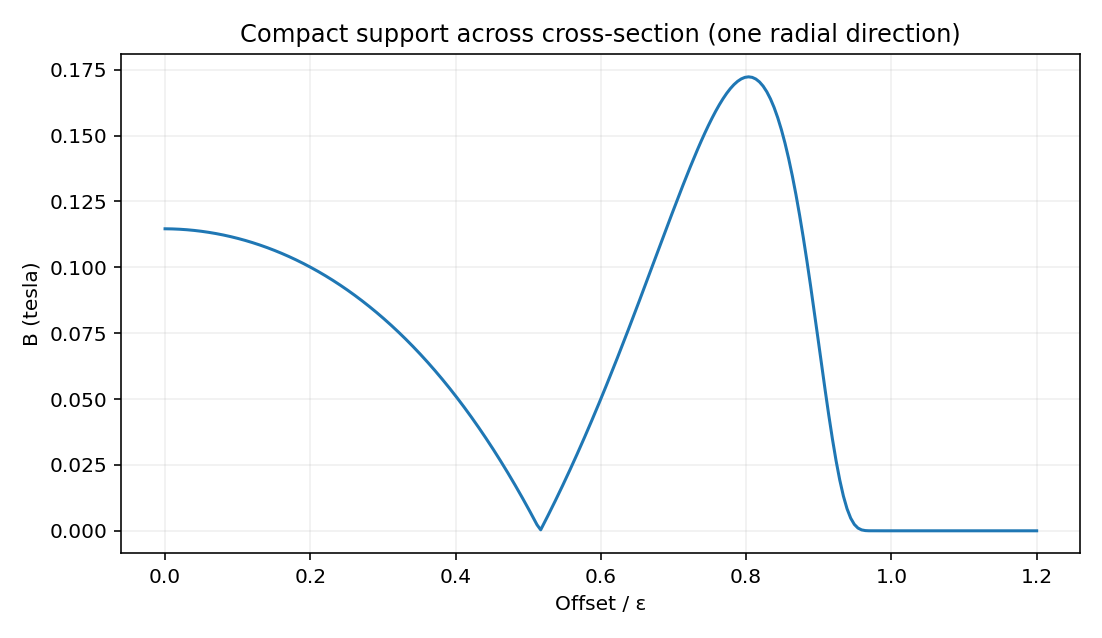 Compact support across cross-section (one radial direction)
B (tesla)
0.175
0.150
0.125
0.100
0.075
0.050
0.025
0.000
0.0 0.2 0.4 0.6 0.8 1.0 1.2
Offset / ε